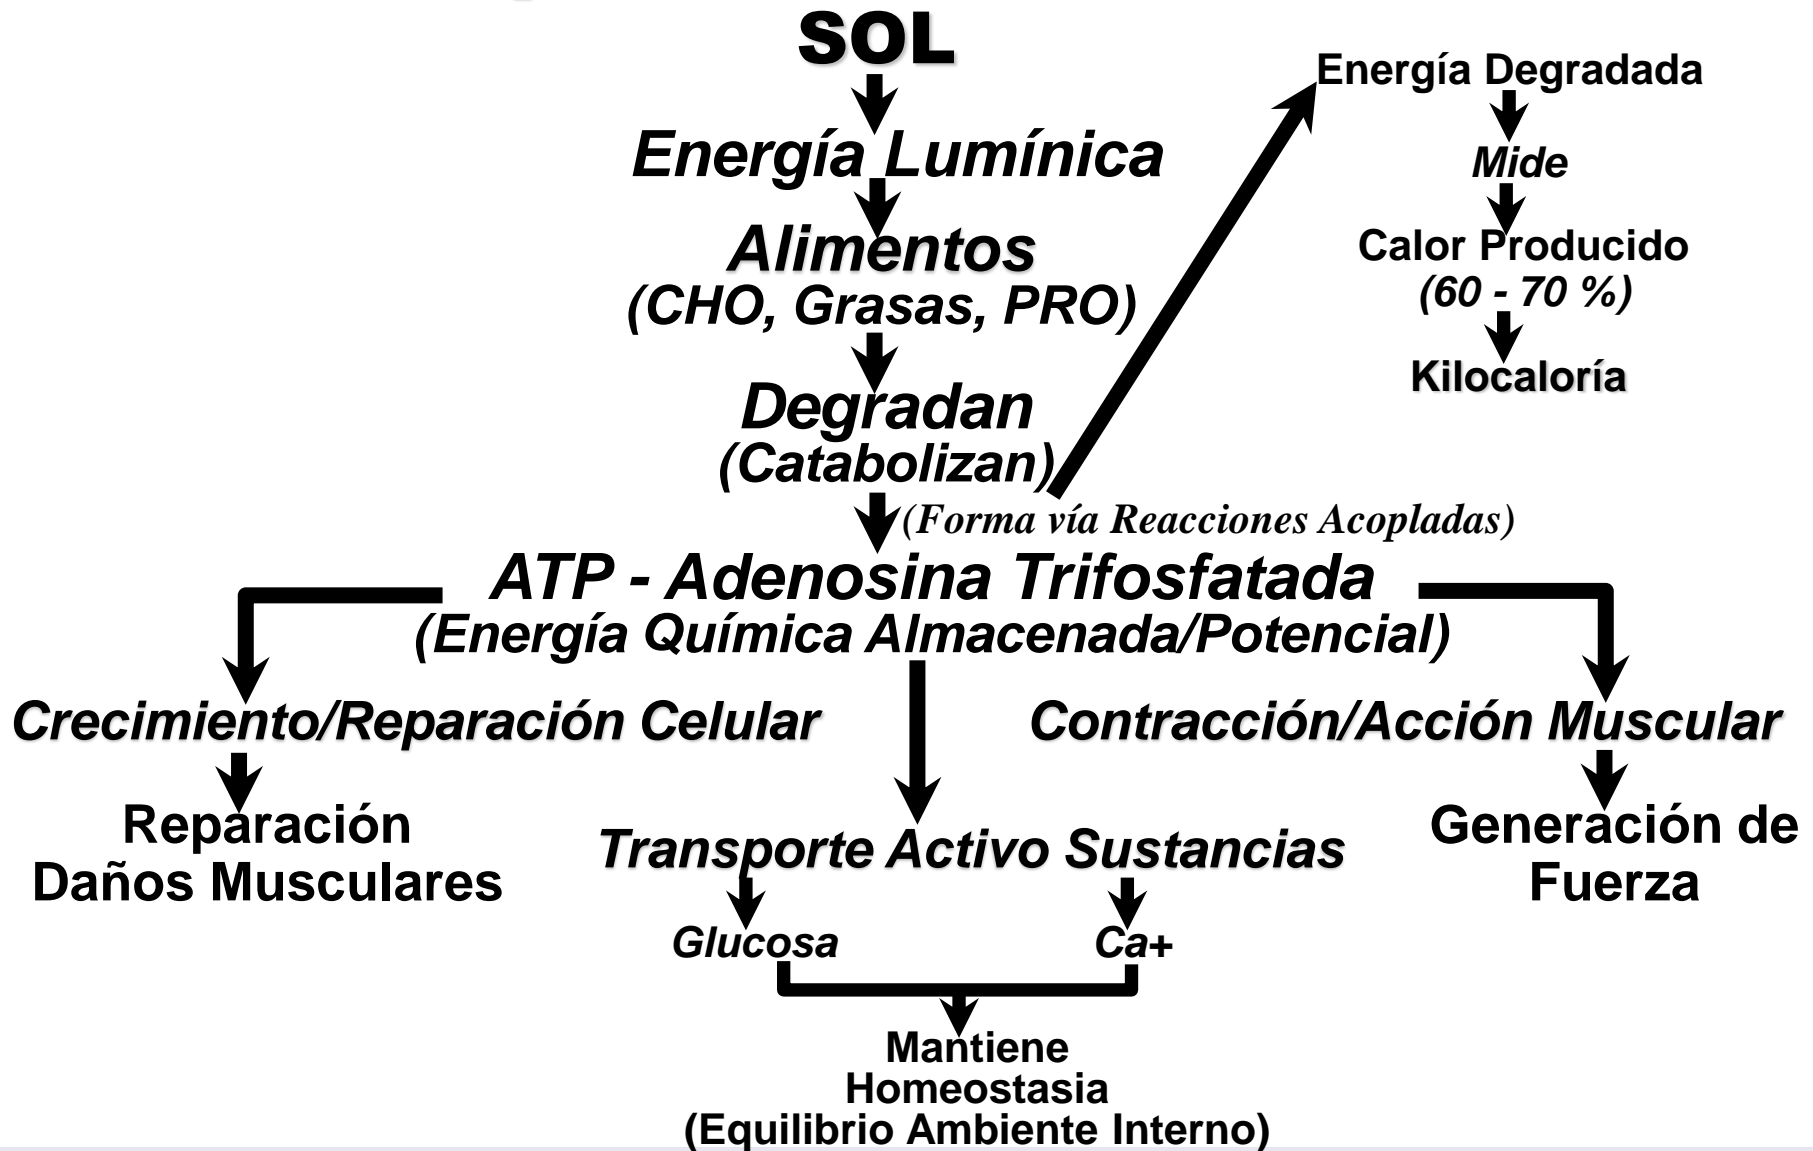 SOL
Energía Lumínica
Alimentos
(CHO, Grasas, PRO)
Degradan
(Catabolizan)
(Forma vía Reacciones Acopladas)
Energía Degradada
Mide
Calor Producido
(60 - 70 %)
Kilocaloría
ATP - Adenosina Trifosfatada
(Energía Química Almacenada/Potencial)
Crecimiento/Reparación Celular
Reparación
Daños Musculares
Transporte Activo Sustancias
Glucosa
Ca+
Mantiene
Homeostasia
(Equilibrio Ambiente Interno)
Contracción/Acción Muscular
Generación de
Fuerza